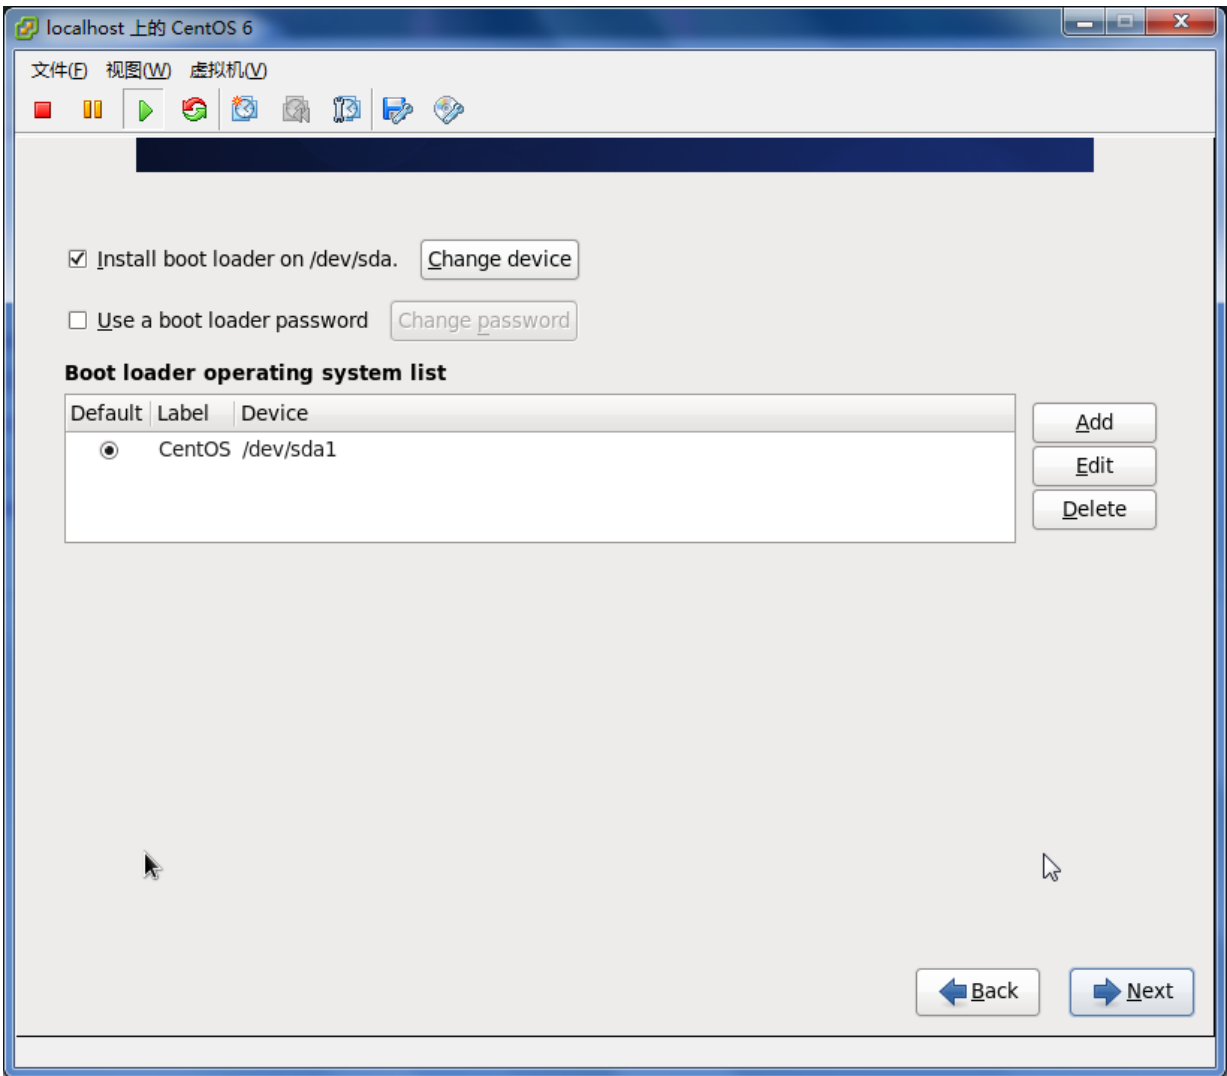 localhost 上的 CentOS 6
文件(F) 视图(W) 虚拟机(V)
Install boot loader on /dev/sda. Change device
Use a boot loader password Change password
Boot loader operating system list
Default Label Device
CentOS /dev/sda1
Add
Edit
Delete
Back Next